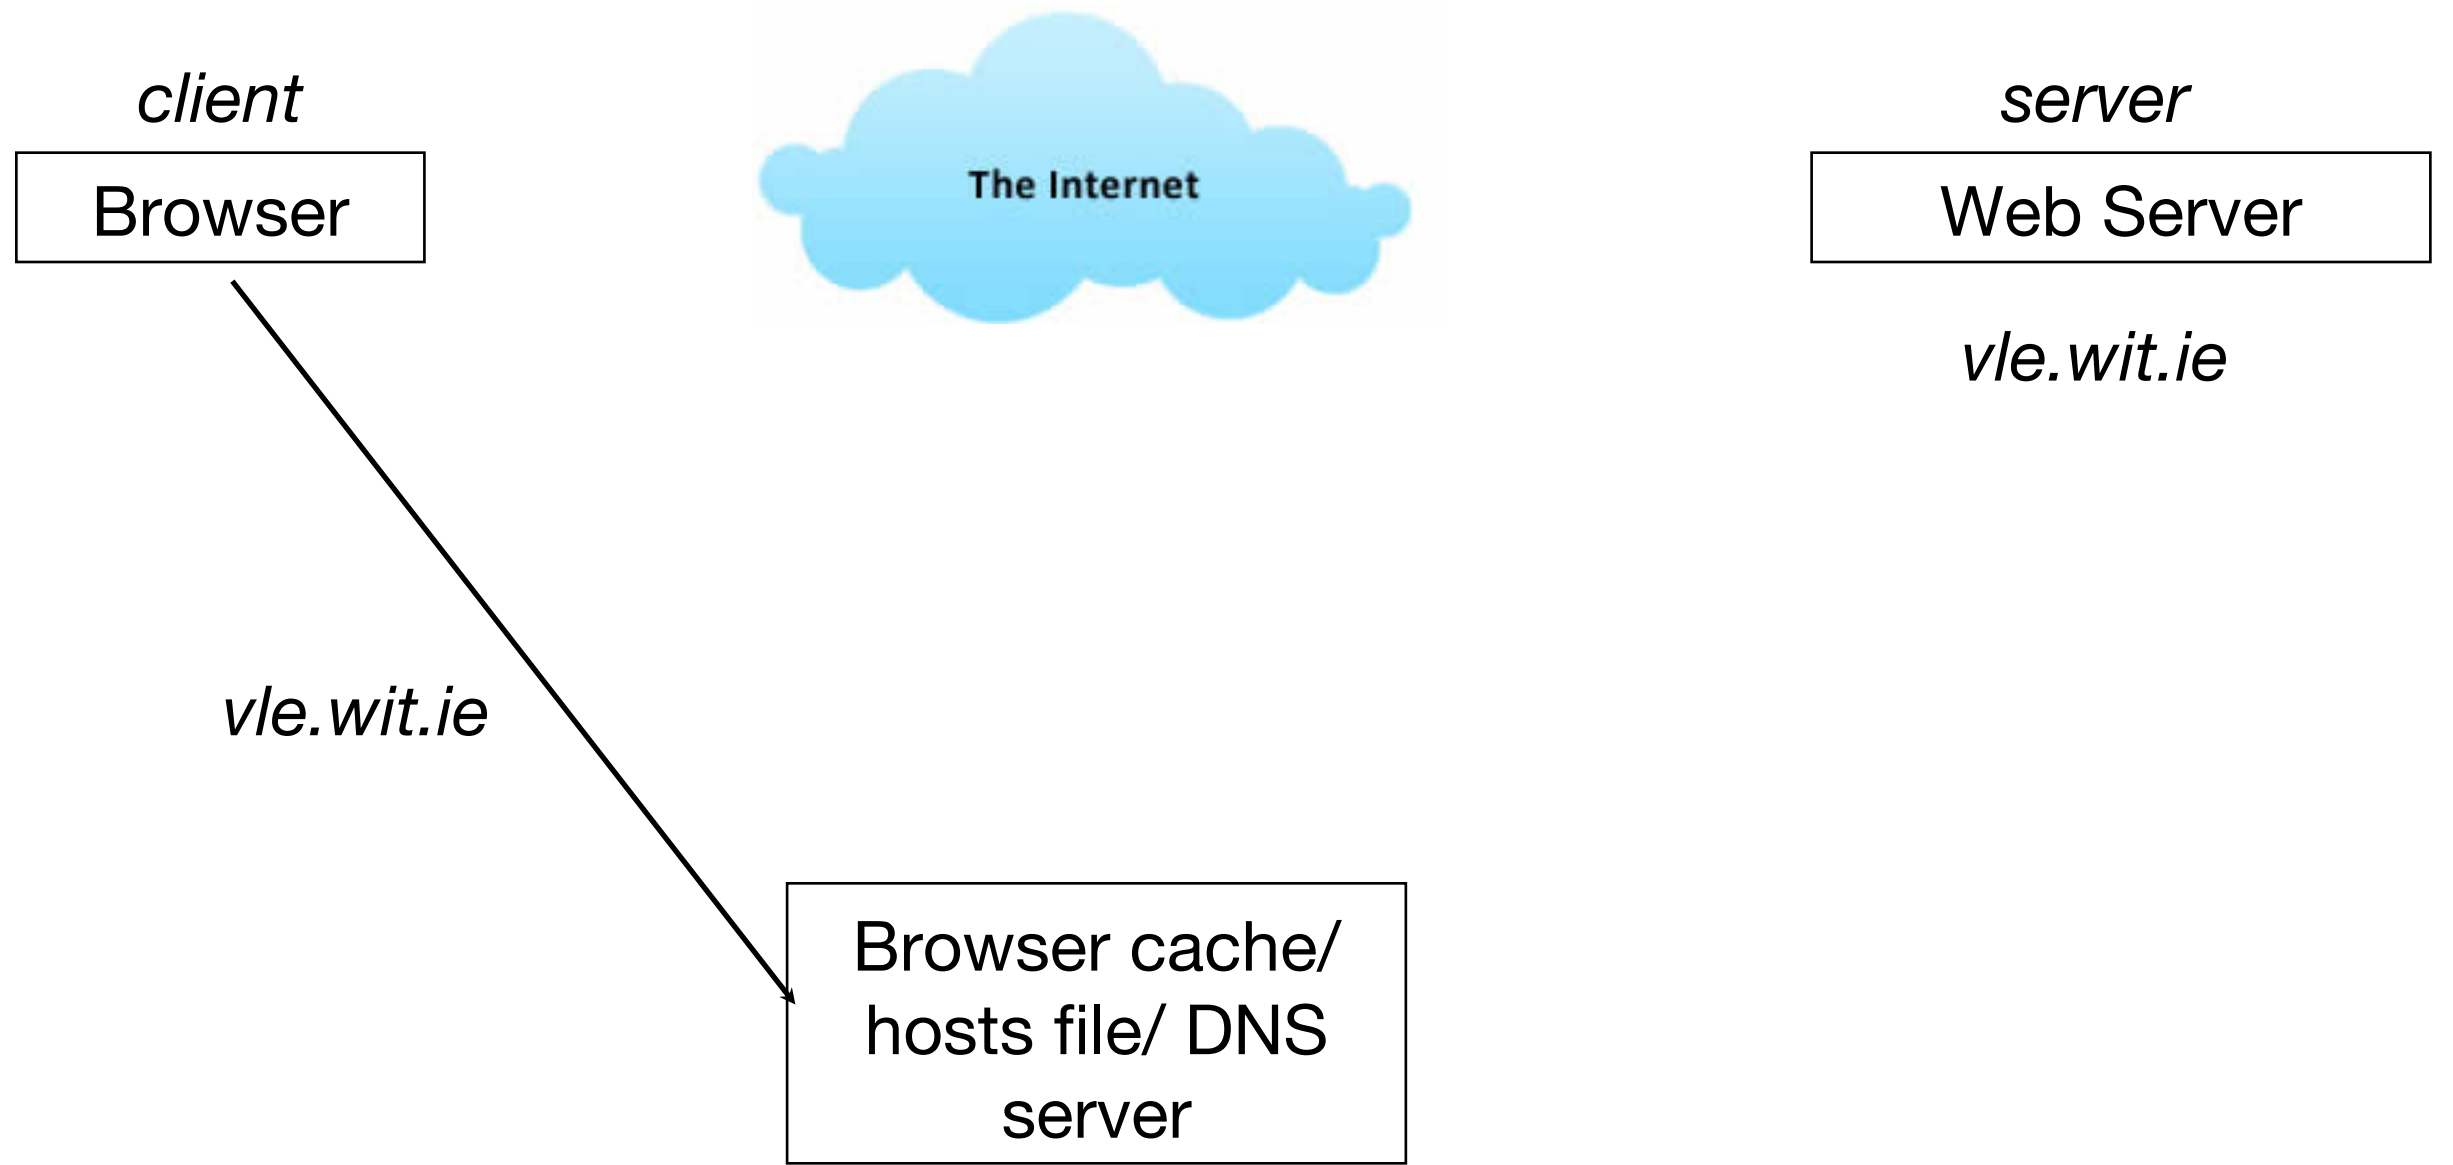 client
Browser
The Internet
server
Web Server
vle.wit.ie
vle.wit.ie
Browser cache/
hosts file/ DNS
server